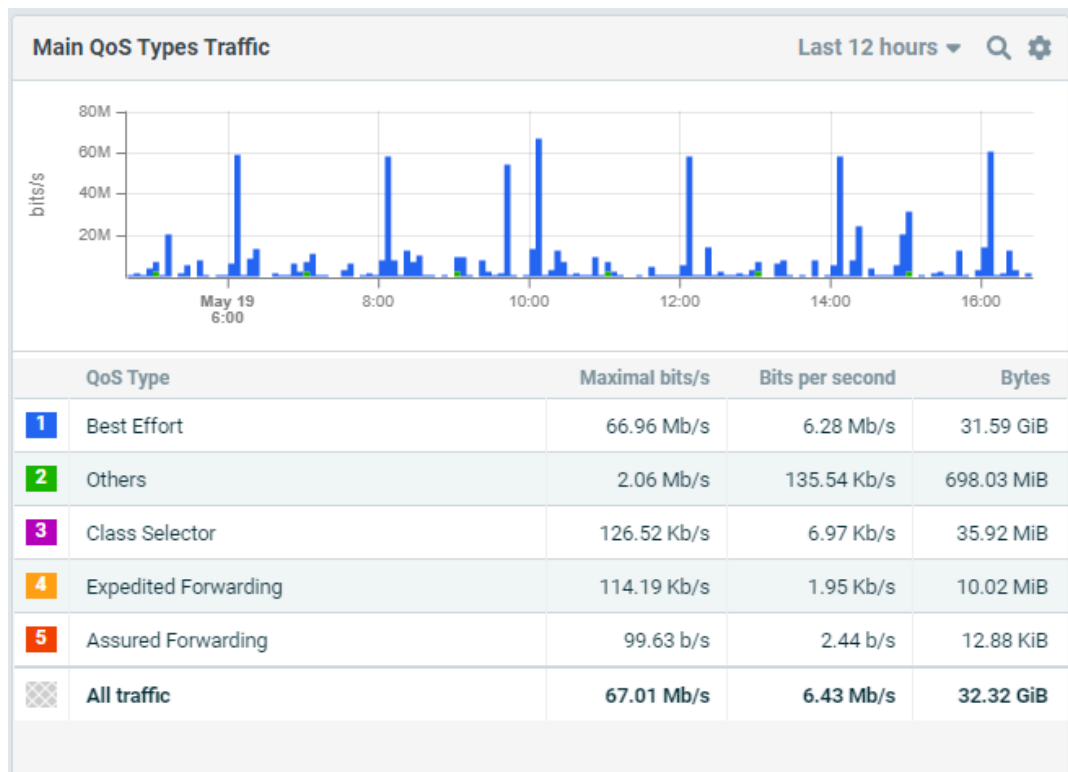 Main QoS Types Traffic Last 12 hours
80M
60M
40M
20M
bits/s
May 19
6:00 8:00 10:00 12:00 14:00 16:00
QoS Type Maximal bits/s Bits per second Bytes
1 Best Effort 66.96 Mb/s 6.28 Mb/s 31.59 GiB
2 Others 2.06 Mb/s 135.54 Kb/s 698.03 MiB
3 Class Selector 126.52 Kb/s 6.97 Kb/s 35.92 MiB
4 Expedited Forwarding 114.19 Kb/s 1.95 Kb/s 10.02 MiB
5 Assured Forwarding 99.63 b/s 2.44 b/s 12.88 KiB
All traffic 67.01 Mb/s 6.43 Mb/s 32.32 GiB